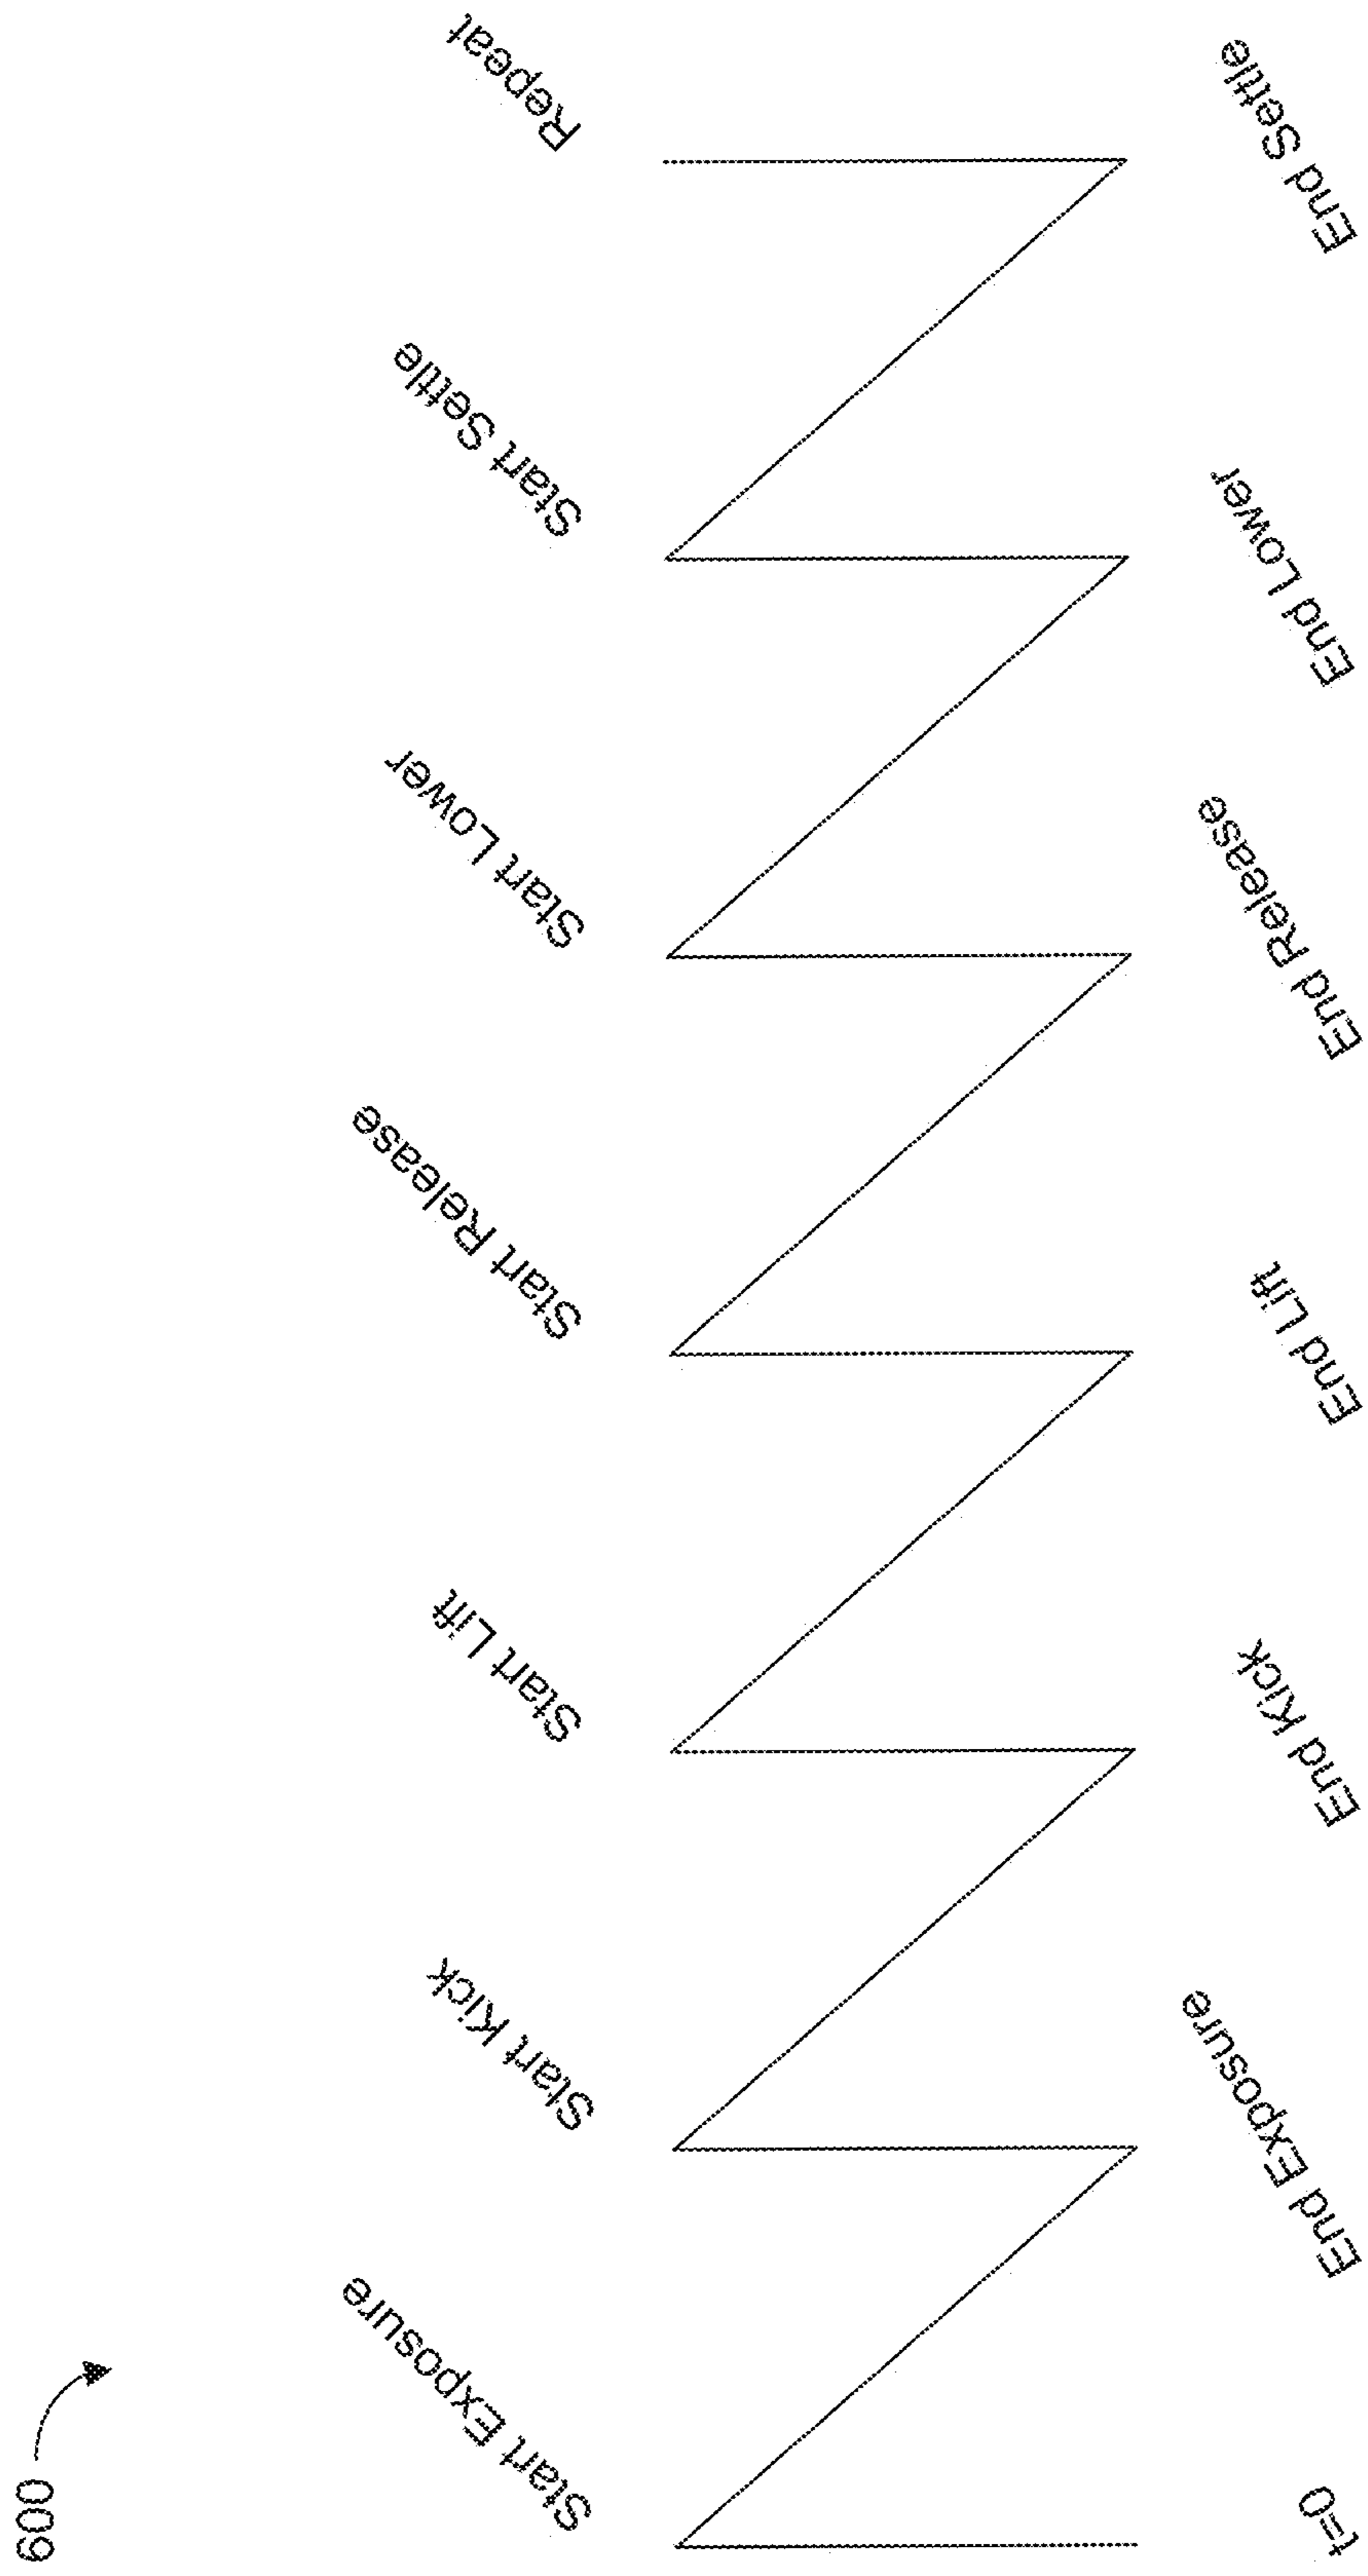 600
Start Exposure
Start Kick
Start Lift
Start Release
Start Lower
Start Settle
Repeat
t=0
End Exposure
End Kick
End Lift
End Release
End Lower
End Settle